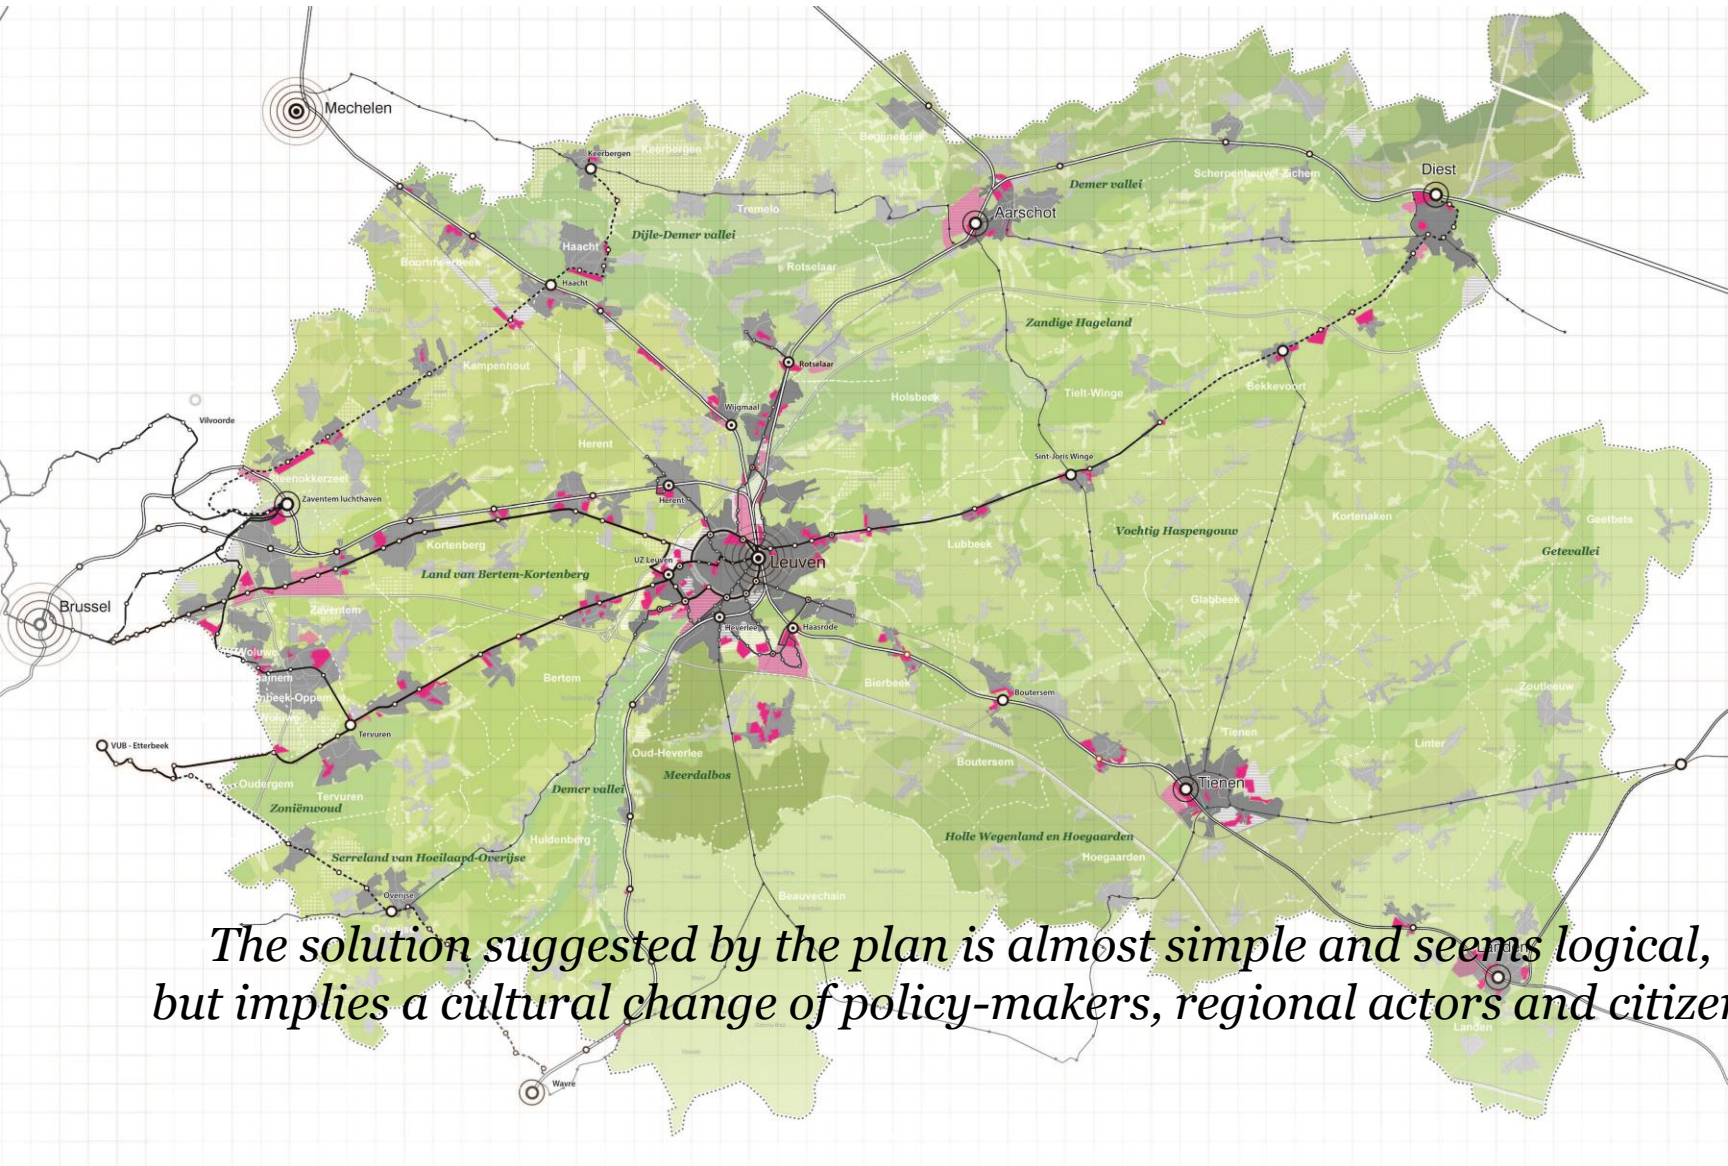 Mechelen
Keerbergen
Keerbergen
Begijnendijk
Diest
Demer vallei
Scherpenheuvel-Zichem
Tremelo
Aarschot
Dijle-Demer vallei
Haacht
Boortmeerbeek
Rotselaar
Haacht
Zandige Hageland
Rotselaar
Kampenhout
Bekkevoort
Tielt-Winge
Holsbeek
Wijgmaal
Vilvoorde
Herent
Sint-Joris Winge
Steenokkerzeel
Zaventem luchthaven
Herent
Kortenaken
Geetbets
Vochtig Haspengouw
Kortenberg
Lubbeek
Getevallei
UZ Leuven
Leuven
Land van Bertem-Kortenberg
Brussel
Zaventem
Glabbeek
Heverlee
Haasrode
Bertem
Bierbeek
Boutersem
Zoutleeuw
Tervuren
Tienen
VUB - Etterbeek
Oud-Heverlee
Linter
Boutersem
Meerdalbos
Oudergem
Tervuren
Demer vallei
Tienen
Zoniënwoud
Huldenberg
Holle Wegenland en Hoegaarden
Serreland van Hoeilaard-Overijse
Hoegaarden
Overijse
Beauvechain
The solution suggested by the plan is almost simple and seems logical,
Landen
but implies a cultural change of policy-makers, regional actors and citizen
Landen
Wavre